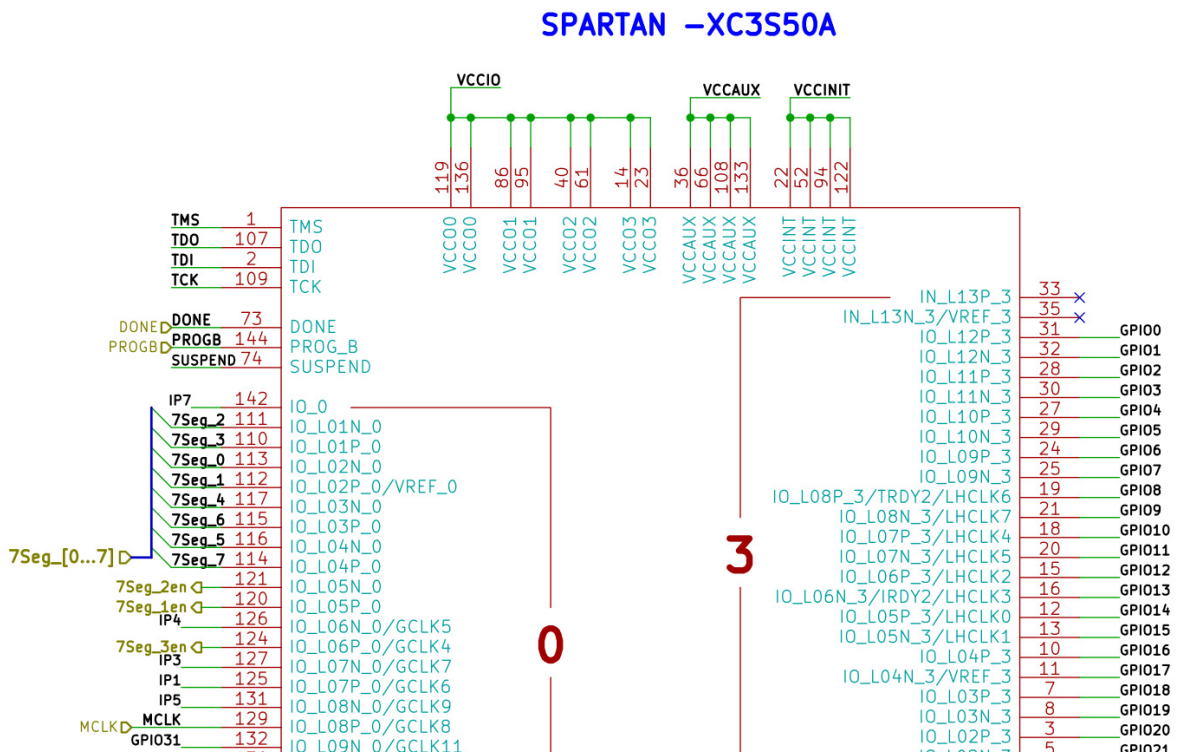 SPARTAN -XC3S50A
VCCIO VCCAUX VCCINIT
119 136 86 95 40 61 14 23 36 66 108 133 22 52 94 122
VCCO0 VCCO0 VCCO1 VCCO1 VCCO2 VCCO2 VCCO3 VCCO3 VCCAUX VCCAUX VCCAUX VCCAUX VCCINT VCCINT VCCINT VCCINT
TMS 1 TMS
TDO 107 TDO
TDI 2 TDI
TCK 109 TCK
DONE DONE 73 DONE
PROGB PROGB 144 PROG_B
SUSPEND 74 SUSPEND
IP7 142 IO_0
7Seg_2 111 IO_L01N_0
7Seg_3 110 IO_L01P_0
7Seg_0 113 IO_L02N_0
7Seg_1 112 IO_L02P_0/VREF_0
7Seg_4 117 IO_L03N_0
7Seg_6 115 IO_L03P_0
7Seg_5 116 IO_L04N_0
7Seg_[0...7] 7Seg_7 114 IO_L04P_0
7Seg_2en 121 IO_L05N_0
7Seg_1en 120 IO_L05P_0
IP4 126 IO_L06N_0/GCLK5
7Seg_3en 124 IO_L06P_0/GCLK4
IP3 127 IO_L07N_0/GCLK7
IP1 125 IO_L07P_0/GCLK6
IP5 131 IO_L08N_0/GCLK9
MCLK MCLK 129 IO_L08P_0/GCLK8
GPIO31 132 IO_L09N_0/GCLK11
0
3
IN_L13P_3 33
IN_L13N_3/VREF_3 35
IO_L12P_3 31 GPIO0
IO_L12N_3 32 GPIO1
IO_L11P_3 28 GPIO2
IO_L11N_3 30 GPIO3
IO_L10P_3 27 GPIO4
IO_L10N_3 29 GPIO5
IO_L09P_3 24 GPIO6
IO_L09N_3 25 GPIO7
IO_L08P_3/TRDY2/LHCLK6 19 GPIO8
IO_L08N_3/LHCLK7 21 GPIO9
IO_L07P_3/LHCLK4 18 GPIO10
IO_L07N_3/LHCLK5 20 GPIO11
IO_L06P_3/LHCLK2 15 GPIO12
IO_L06N_3/IRDY2/LHCLK3 16 GPIO13
IO_L05P_3/LHCLK0 12 GPIO14
IO_L05N_3/LHCLK1 13 GPIO15
IO_L04P_3 10 GPIO16
IO_L04N_3/VREF_3 11 GPIO17
IO_L03P_3 7 GPIO18
IO_L03N_3 8 GPIO19
IO_L02P_3 3 GPIO20
5 GPIO21